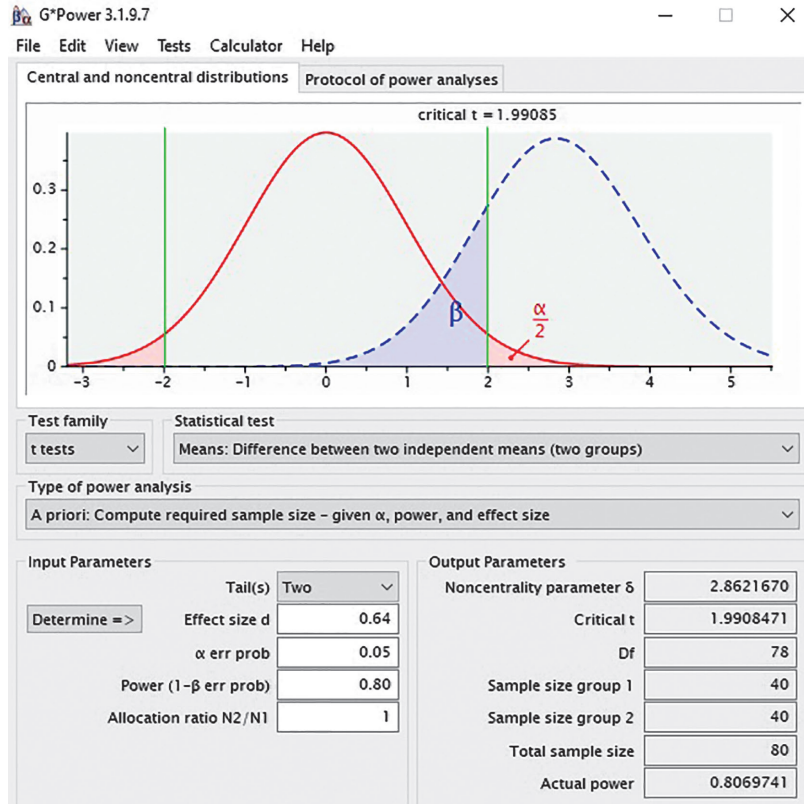 G*Power 3.1.9.7
File Edit View Tests Calculator Help
Central and noncentral distributions Protocol of power analyses
critical t = 1.99085
0.3
0.2
0.1
0
β
α
2
-3 -2 -1 0 1 2 3 4 5
Test family Statistical test
t tests Means: Difference between two independent means (two groups)
Type of power analysis
A priori: Compute required sample size – given α, power, and effect size
Input Parameters
Tail(s) Two
Determine => Effect size d 0.64
α err prob 0.05
Power (1-β err prob) 0.80
Allocation ratio N2/N1 1
Output Parameters
Noncentrality parameter δ 2.8621670
Critical t 1.9908471
Df 78
Sample size group 1 40
Sample size group 2 40
Total sample size 80
Actual power 0.8069741